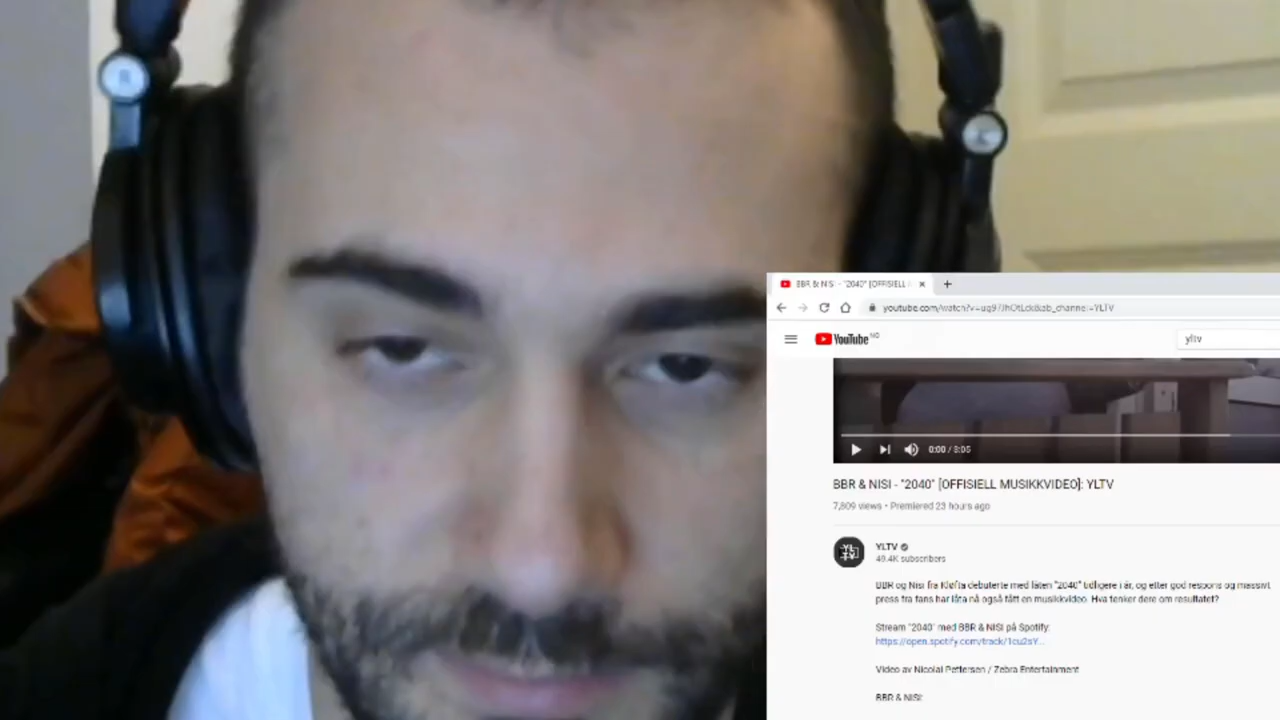 BBR & NISI - "2040" [OFFISIELL
youtube.com/watch?v=
YouTube NO
yltv
0:00 / 3:05
BBR & NISI - "2040" [OFFISIELL MUSIKKVIDEO]: YLTV
7,809 views • Premiered 23 hours ago
YLTV
49.4K subscribers
BBR og Nisi fra Kløfta debuterte med låten "2040" tidligere i år, og etter god respons og massivt
press fra fans har låta nå også fått en musikkvideo. Hva tenker dere om resultatet?
Stream "2040" med BBR & NISI på Spotify:
https://open.spotify.com/track/1cu2sY...
Video av Nicolai Pettersen / Zebra Entertainment
BBR & NISI: